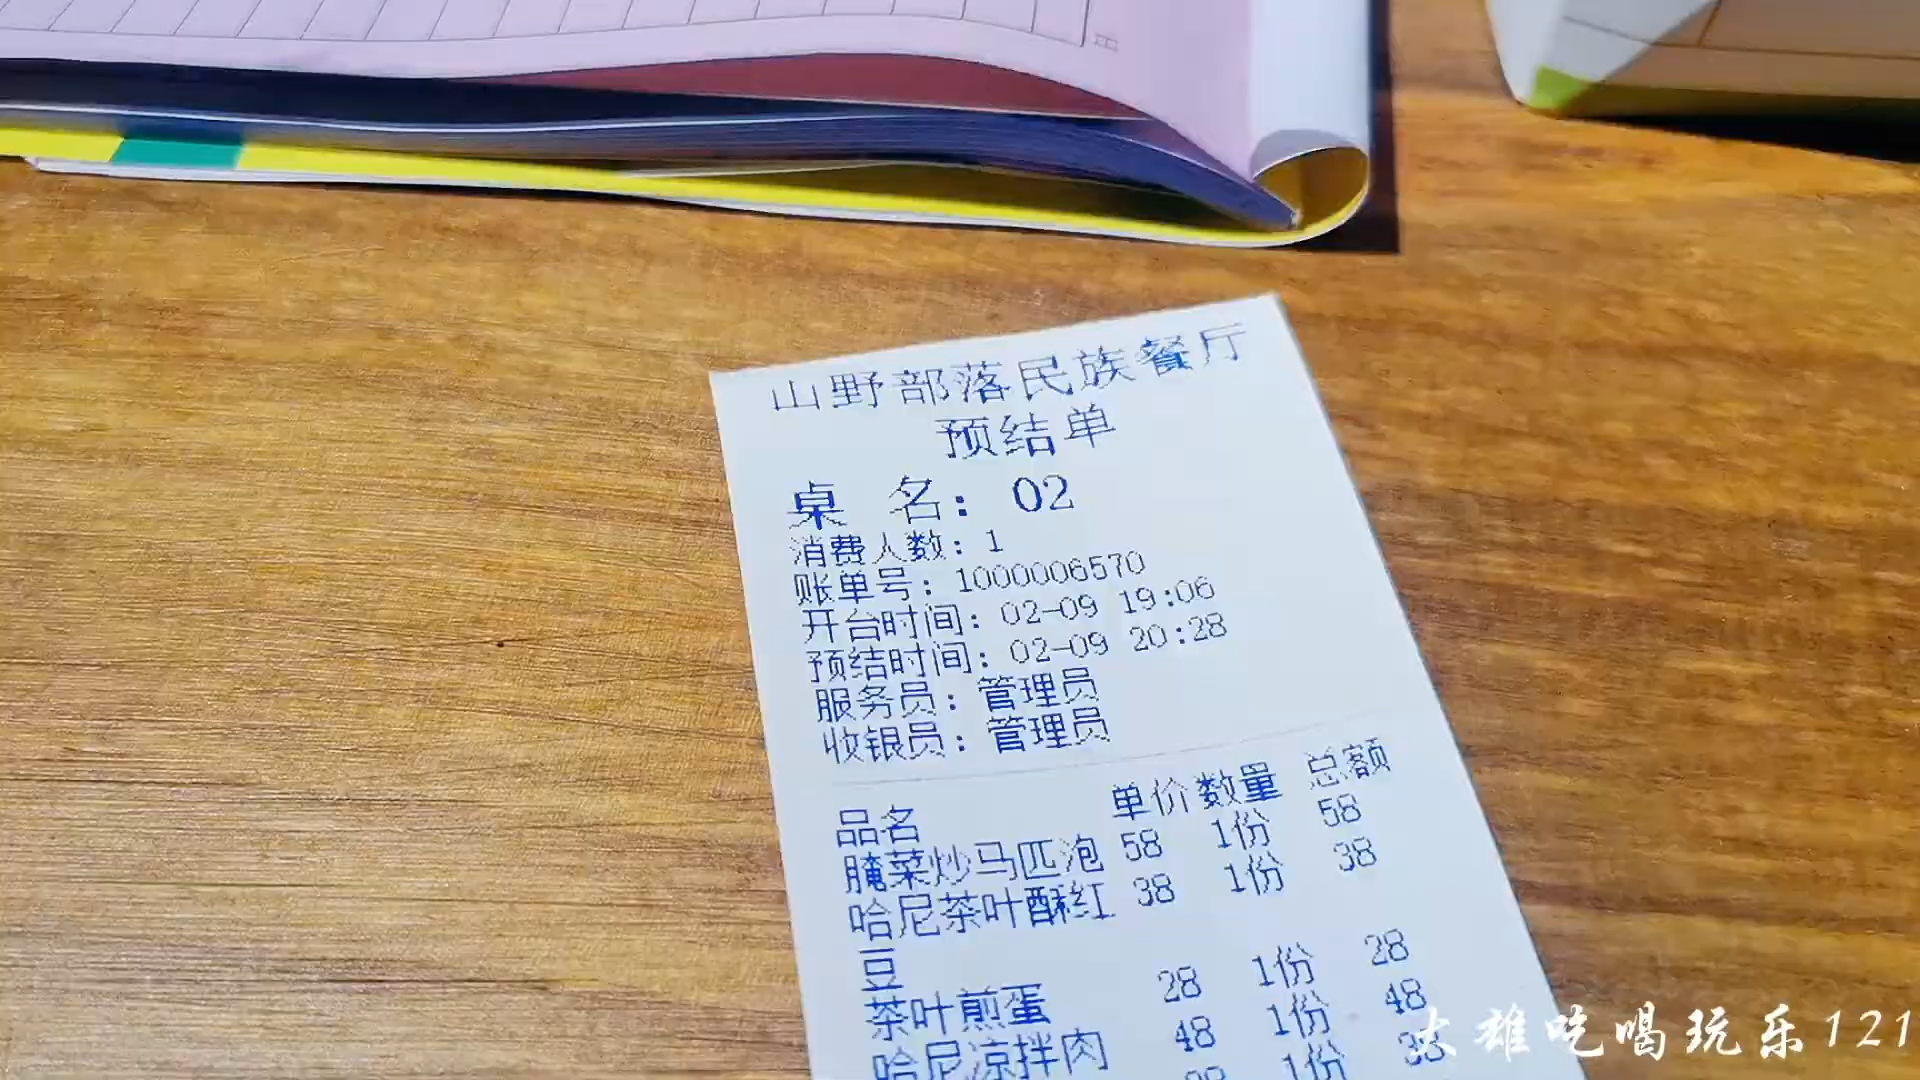 山野部落民族餐厅
预结单
桌 名: 02
消费人数: 1
账单号: 1000006570
开台时间: 02-09 19:06
预结时间: 02-09 20:28
服务员: 管理员
收银员: 管理员
品名 单价 数量 总额
腌菜炒马匹泡 58 1份 58
哈尼茶叶酥红 38 1份 38
豆
茶叶煎蛋 28 1份 28
哈尼凉拌肉 48 1份 48
1份
大雄吃喝玩乐121